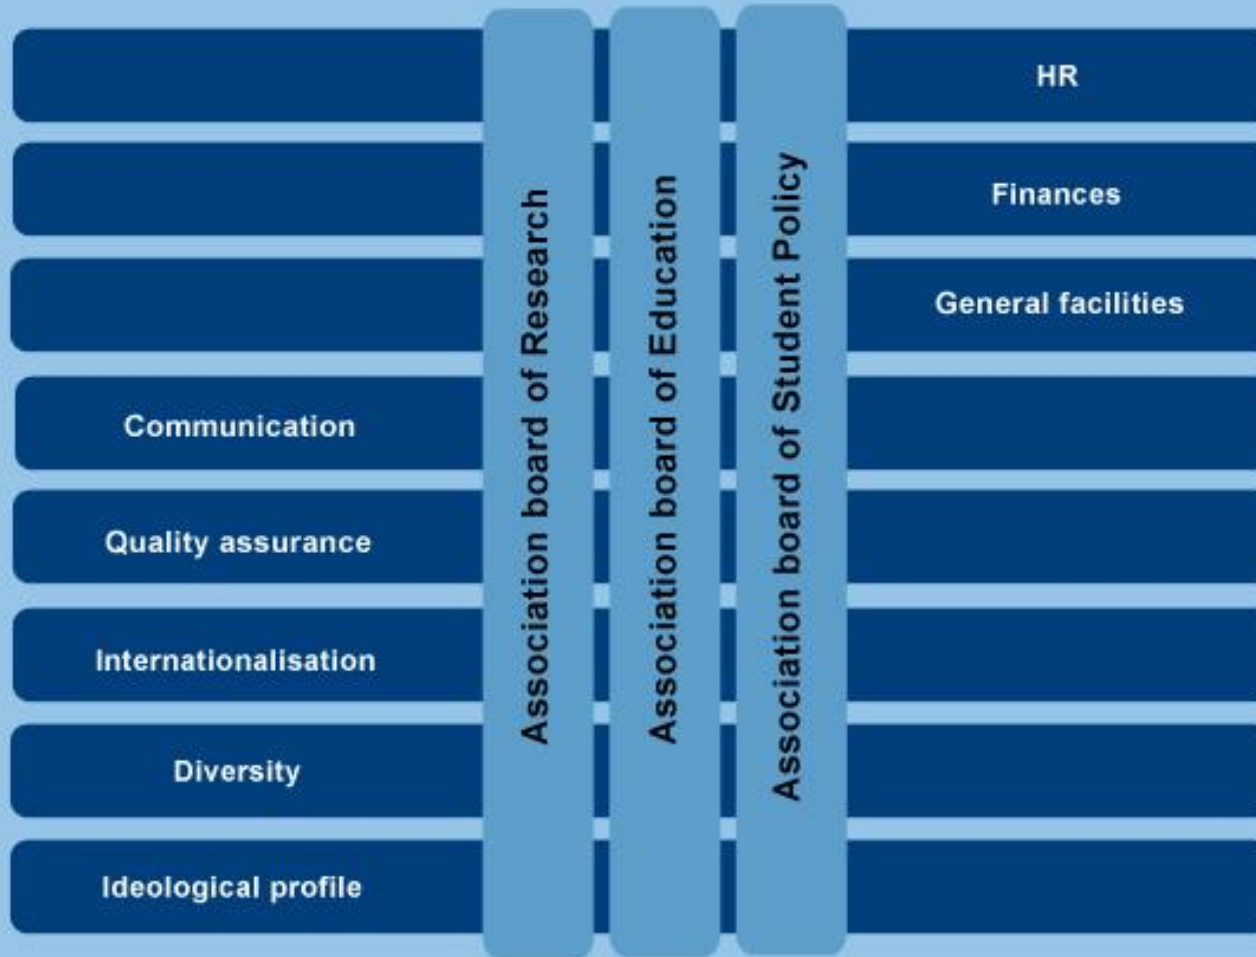 HR
Finances
General facilities
Communication
Quality assurance
Internationalisation
Diversity
Ideological profile
Association board of Research
Association board of Education
Association board of Student Policy